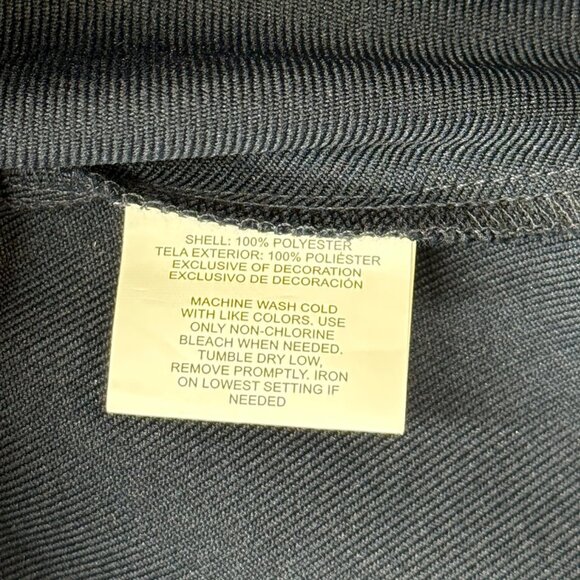 SHELL: 100% POLYESTER
TELA EXTERIOR: 100% POLIÉSTER
EXCLUSIVE OF DECORATION
EXCLUSIVO DE DECORACIÓN
MACHINE WASH COLD
WITH LIKE COLORS. USE
ONLY NON-CHLORINE
BLEACH WHEN NEEDED.
TUMBLE DRY LOW,
REMOVE PROMPTLY. IRON
ON LOWEST SETTING IF
NEEDED